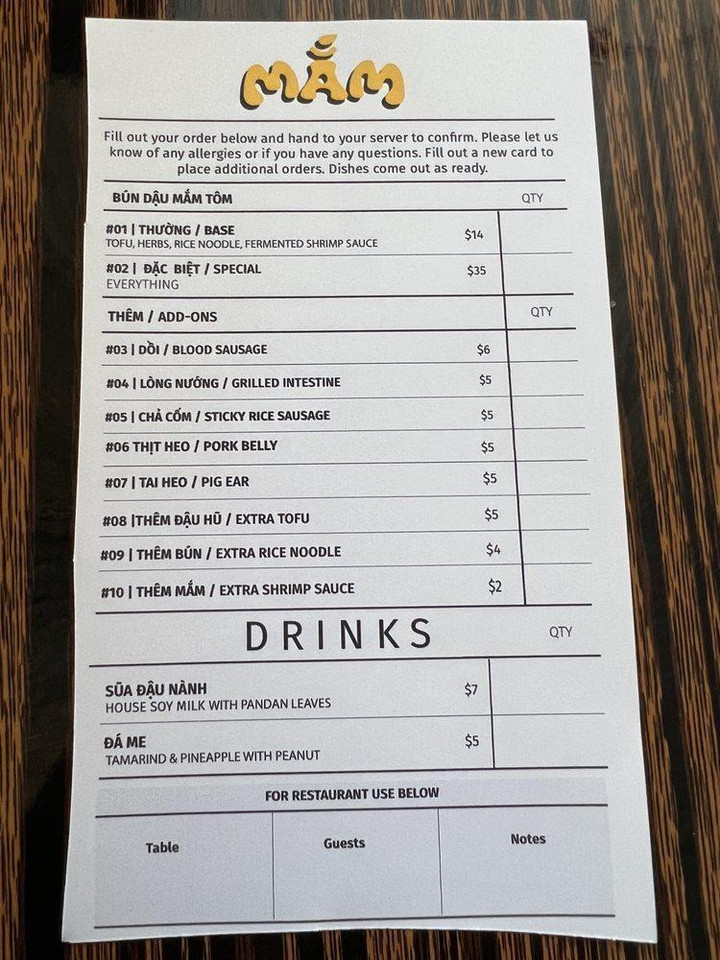 MẮM
Fill out your order below and hand to your server to confirm. Please let us
know of any allergies or if you have any questions. Fill out a new card to
place additional orders. Dishes come out as ready.
BÚN DẬU MẮM TÔM QTY
#01 | THƯỜNG / BASE $14
TOFU, HERBS, RICE NOODLE, FERMENTED SHRIMP SAUCE
#02 | ĐẶC BIỆT / SPECIAL $35
EVERYTHING
THÊM / ADD-ONS QTY
#03 | DỒI / BLOOD SAUSAGE $6
#04 | LÒNG NƯỚNG / GRILLED INTESTINE $5
#05 | CHẢ CỐM / STICKY RICE SAUSAGE $5
#06 THỊT HEO / PORK BELLY $5
#07 | TAI HEO / PIG EAR $5
#08 |THÊM ĐẬU HŨ / EXTRA TOFU $5
#09 | THÊM BÚN / EXTRA RICE NOODLE $4
#10 | THÊM MẮM / EXTRA SHRIMP SAUCE $2
DRINKS QTY
SŨA ĐẬU NÀNH $7
HOUSE SOY MILK WITH PANDAN LEAVES
ĐÁ ME $5
TAMARIND & PINEAPPLE WITH PEANUT
FOR RESTAURANT USE BELOW
Table Guests Notes